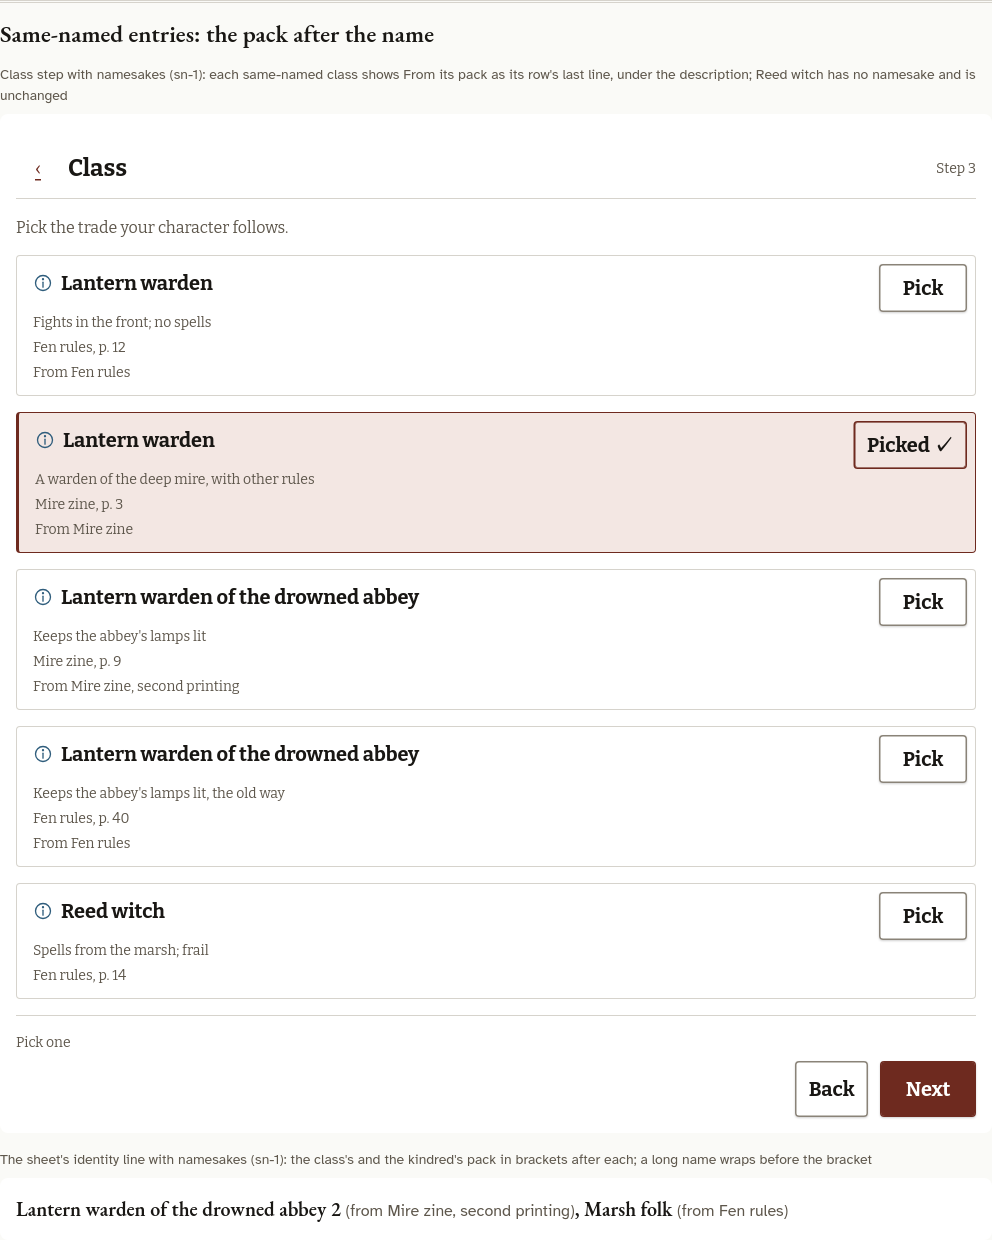 Same-named entries: the pack after the name
Class step with namesakes (sn-1): each same-named class shows From its pack as its row's last line, under the description; Reed witch has no namesake and is
unchanged
‹ Class Step 3
Pick the trade your character follows.
Lantern warden Pick
Fights in the front; no spells
Fen rules, p. 12
From Fen rules
Lantern warden Picked ✓
A warden of the deep mire, with other rules
Mire zine, p. 3
From Mire zine
Lantern warden of the drowned abbey Pick
Keeps the abbey's lamps lit
Mire zine, p. 9
From Mire zine, second printing
Lantern warden of the drowned abbey Pick
Keeps the abbey's lamps lit, the old way
Fen rules, p. 40
From Fen rules
Reed witch Pick
Spells from the marsh; frail
Fen rules, p. 14
Pick one
Back Next
The sheet's identity line with namesakes (sn-1): the class's and the kindred's pack in brackets after each; a long name wraps before the bracket
Lantern warden of the drowned abbey 2 (from Mire zine, second printing), Marsh folk (from Fen rules)